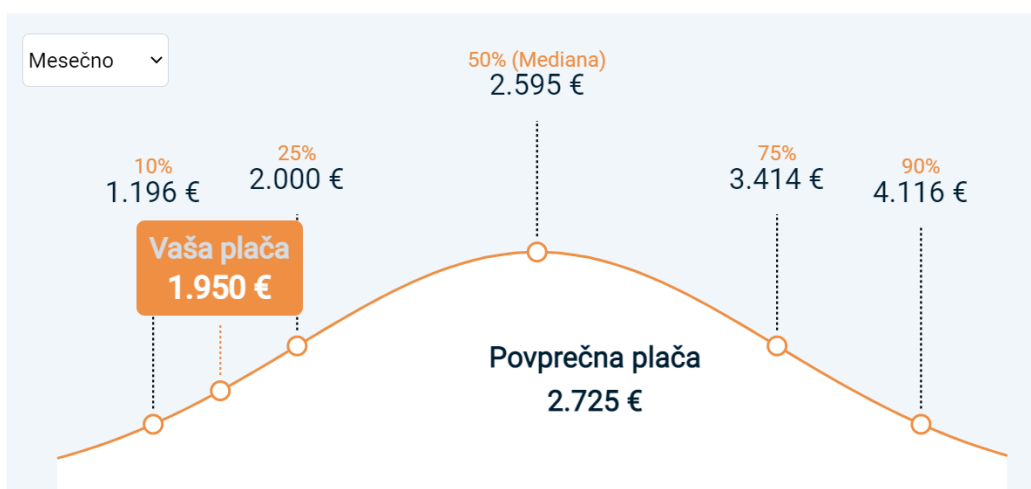 Mesečno
50% (Mediana)
2.595 €
10%
1.196 €
25%
2.000 €
75%
3.414 €
90%
4.116 €
Vaša plača
1.950 €
Povprečna plača
2.725 €